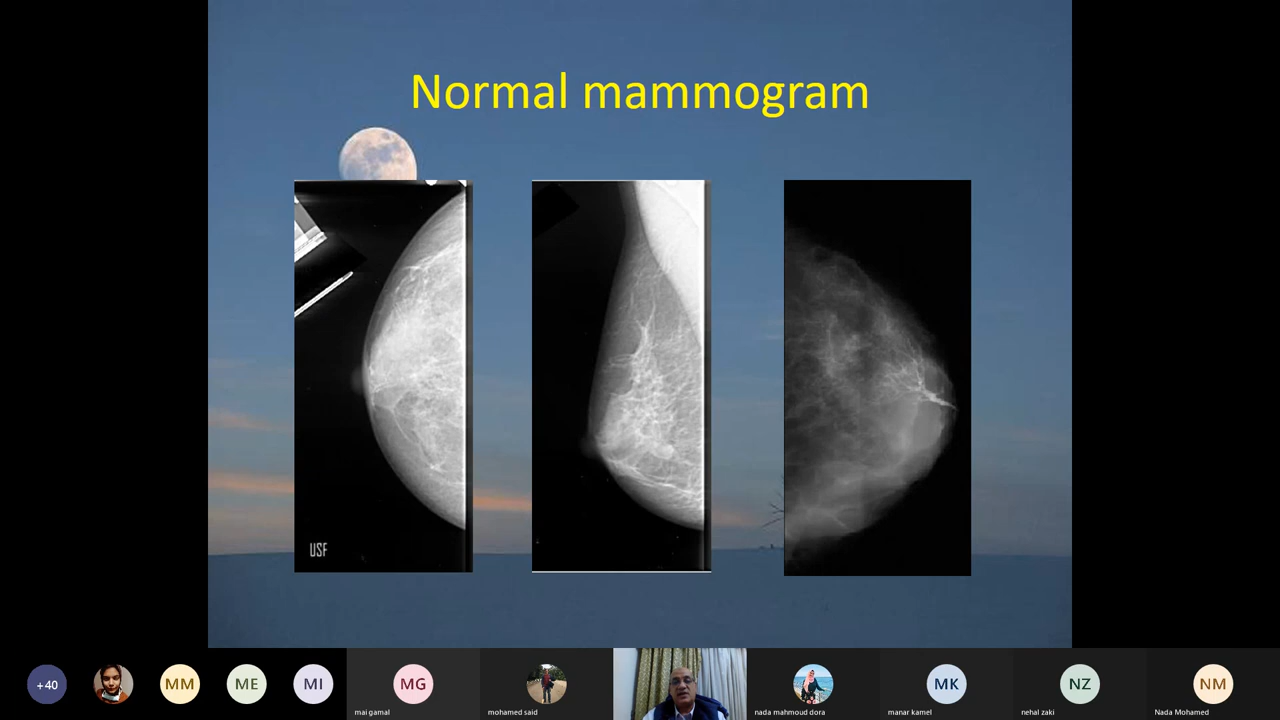 Normal mammogram
USF
+40
MM
ME
MI
MG
mai gamal
mohamed said
nada mahmoud dora
MK
manar kamel
NZ
nehal zaki
NM
Nada Mohamed